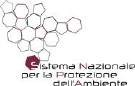 Sistema Nazionale
per la Protezione
dell'Ambiente